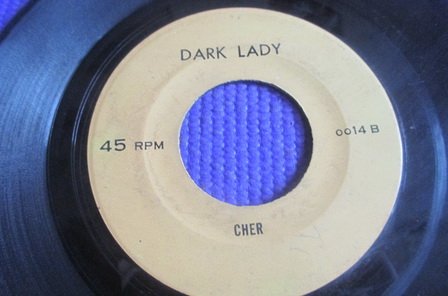 DARK LADY
45 RPM
0014 B
CHER